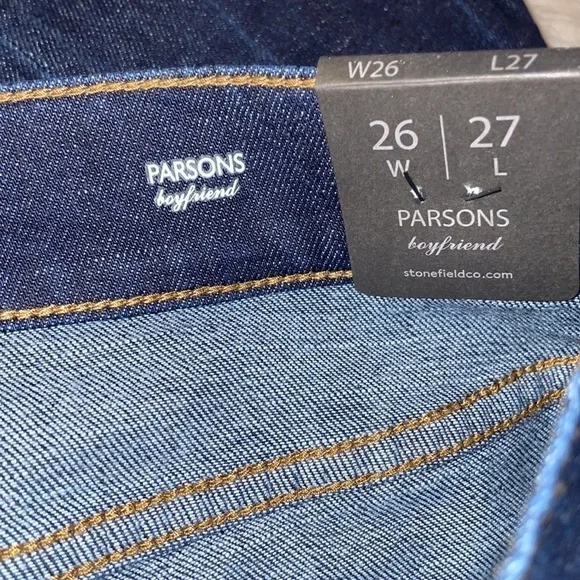 W26 L27
26 | 27
W L
PARSONS
boyfriend
stonefieldco.com
PARSONS
boyfriend